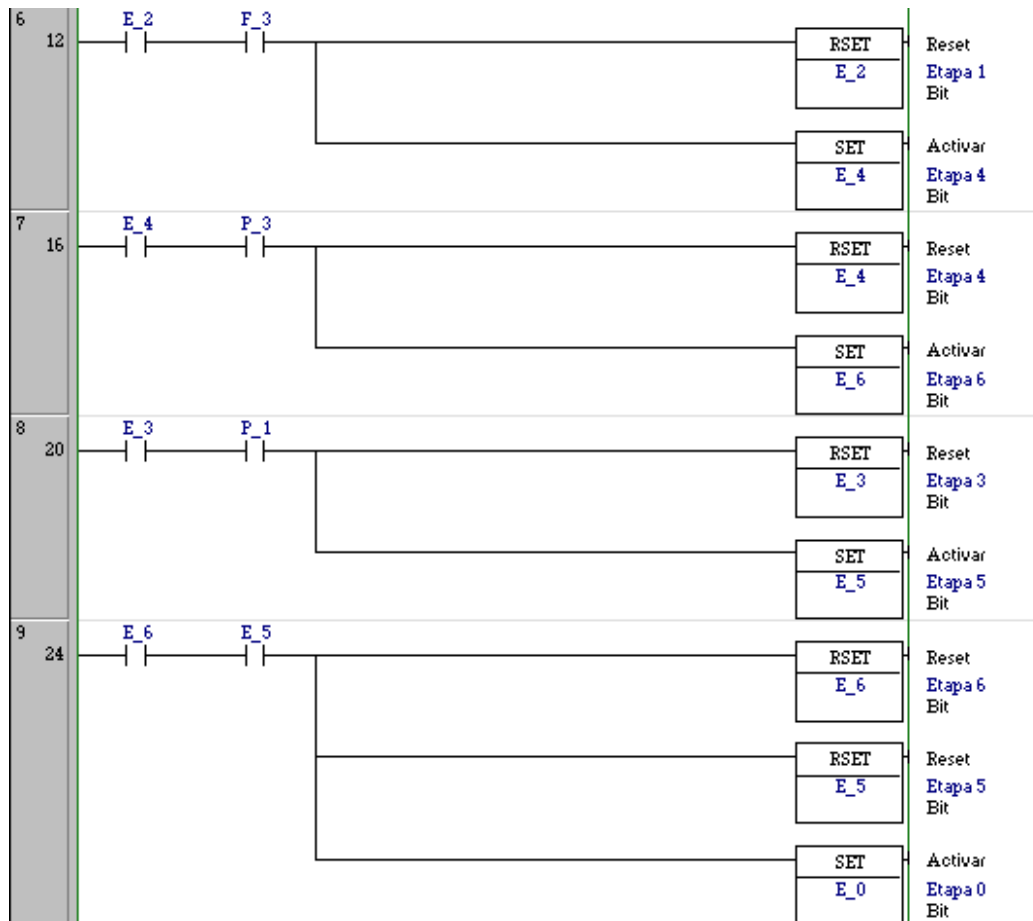 6
E_2 F_3
12
RSET Reset
E_2 Etapa 1
Bit
SET Activar
E_4 Etapa 4
Bit
7
E_4 P_3
16
RSET Reset
E_4 Etapa 4
Bit
SET Activar
E_6 Etapa 6
Bit
8
E_3 P_1
20
RSET Reset
E_3 Etapa 3
Bit
SET Activar
E_5 Etapa 5
Bit
9
E_6 E_5
24
RSET Reset
E_6 Etapa 6
Bit
RSET Reset
E_5 Etapa 5
Bit
SET Activar
E_0 Etapa 0
Bit